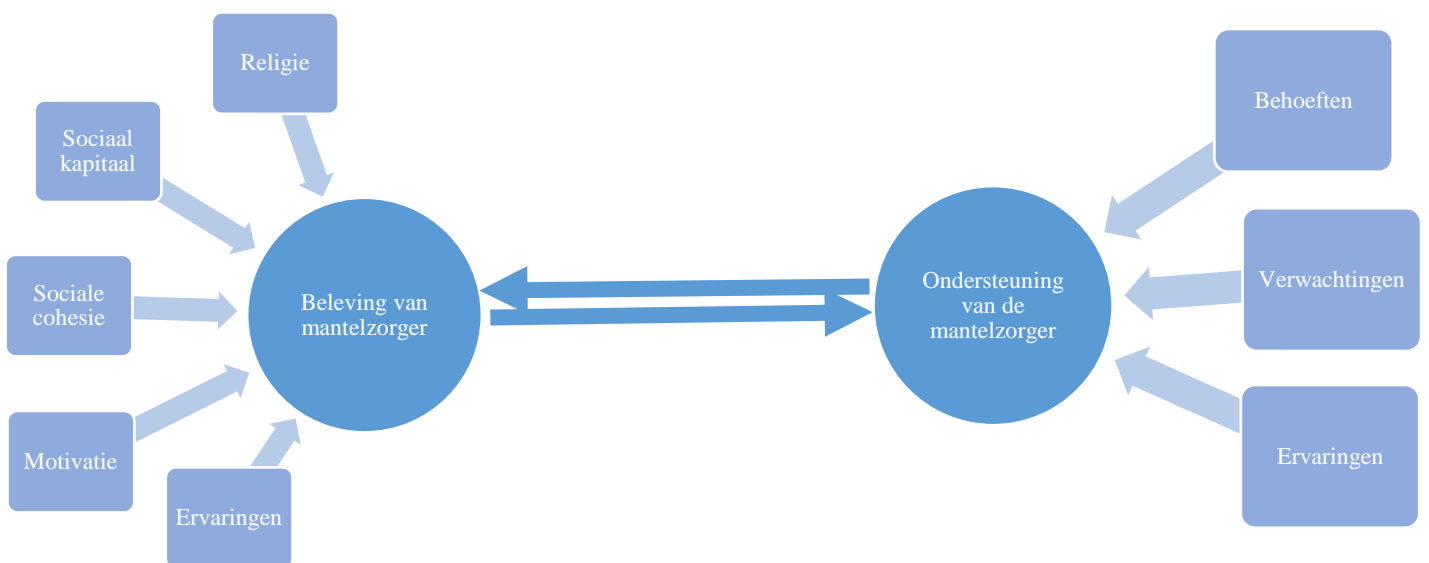 Religie
Sociaal
kapitaal
Sociale
cohesie
Motivatie
Ervaringen
Beleving van
mantelzorger
Ondersteuning
van de
mantelzorger
Behoeften
Verwachtingen
Ervaringen